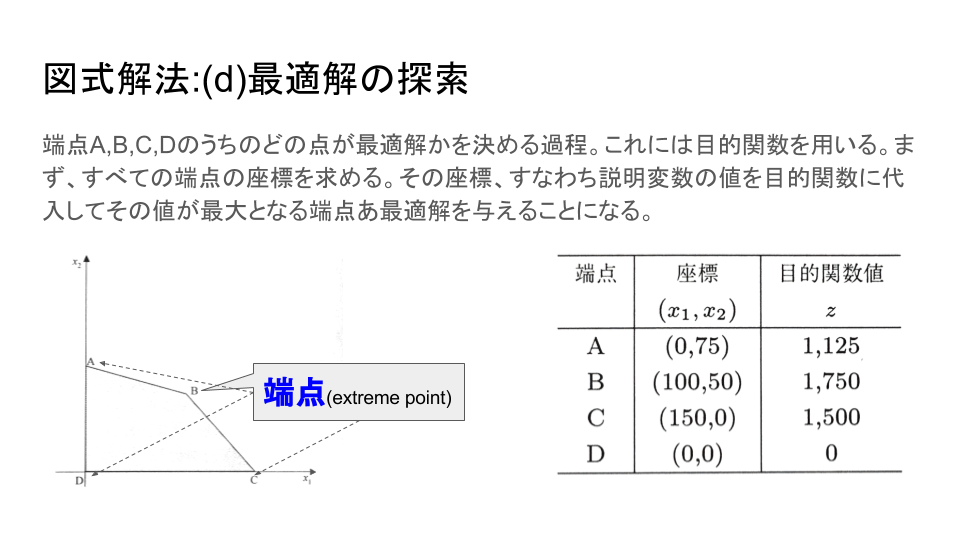 図式解法:(d)最適解の探索
端点A,B,C,Dのうちのどの点が最適解かを決める過程。これには目的関数を用いる。ま
ず、すべての端点の座標を求める。その座標、すなわち説明変数の値を目的関数に代
入してその値が最大となる端点あ最適解を与えることになる。
x₂
A
B
端点(extreme point)
D
C
x₁
端点 座標 目的関数値
(x₁, x₂) z
A (0,75) 1,125
B (100,50) 1,750
C (150,0) 1,500
D (0,0) 0